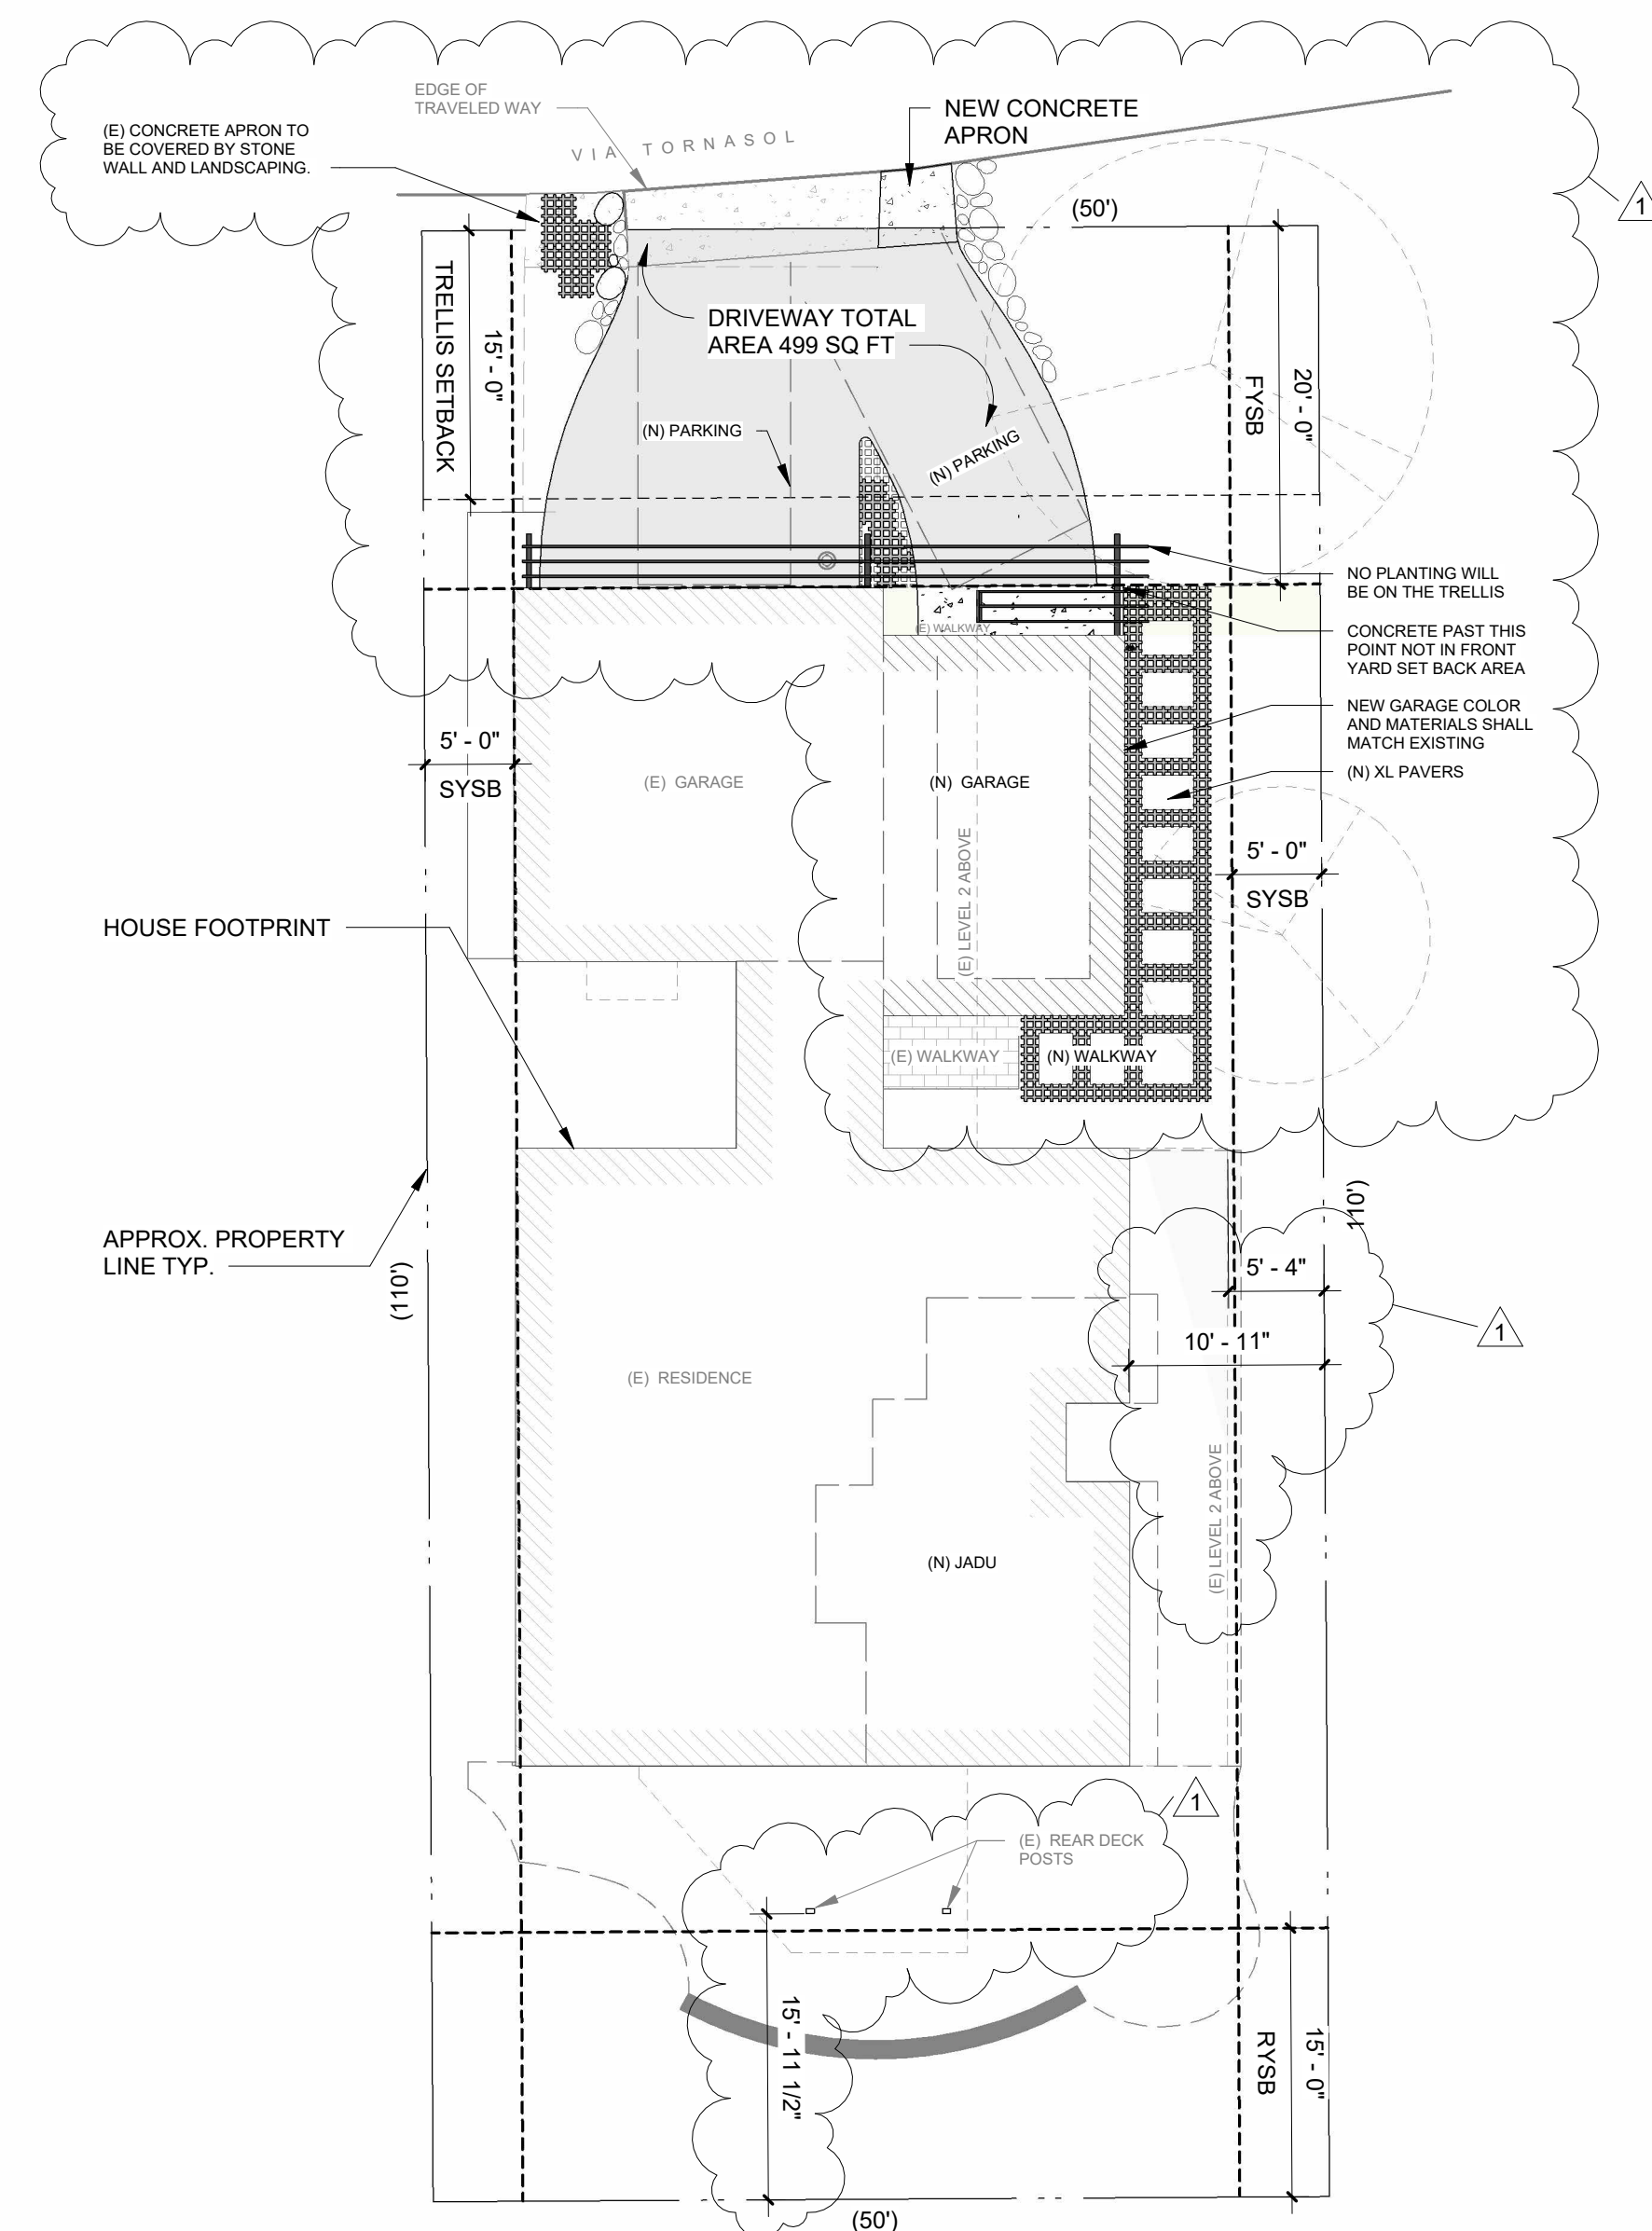 EDGE OF
TRAVELED WAY
NEW CONCRETE
APRON
(E) CONCRETE APRON TO
BE COVERED BY STONE
WALL AND LANDSCAPING.
VIA TORNASOL
1
(50')
TRELLIS SETBACK
15' - 0"
DRIVEWAY TOTAL
AREA 499 SQ FT
FYSB
20' - 0"
(N) PARKING
(N) PARKING
NO PLANTING WILL
BE ON THE TRELLIS
(E) WALKWAY
CONCRETE PAST THIS
POINT NOT IN FRONT
YARD SET BACK AREA
NEW GARAGE COLOR
AND MATERIALS SHALL
MATCH EXISTING
(N) XL PAVERS
5' - 0"
SYSB
(E) GARAGE
(N) GARAGE
(E) LEVEL 2 ABOVE
5' - 0"
SYSB
HOUSE FOOTPRINT
(E) WALKWAY
(N) WALKWAY
APPROX. PROPERTY
LINE TYP.
(110')
110')
5' - 4"
10' - 11"
1
(E) RESIDENCE
(E) LEVEL 2 ABOVE
(N) JADU
1
(E) REAR DECK
POSTS
15' - 11 1/2"
RYSB
15' - 0"
(50')